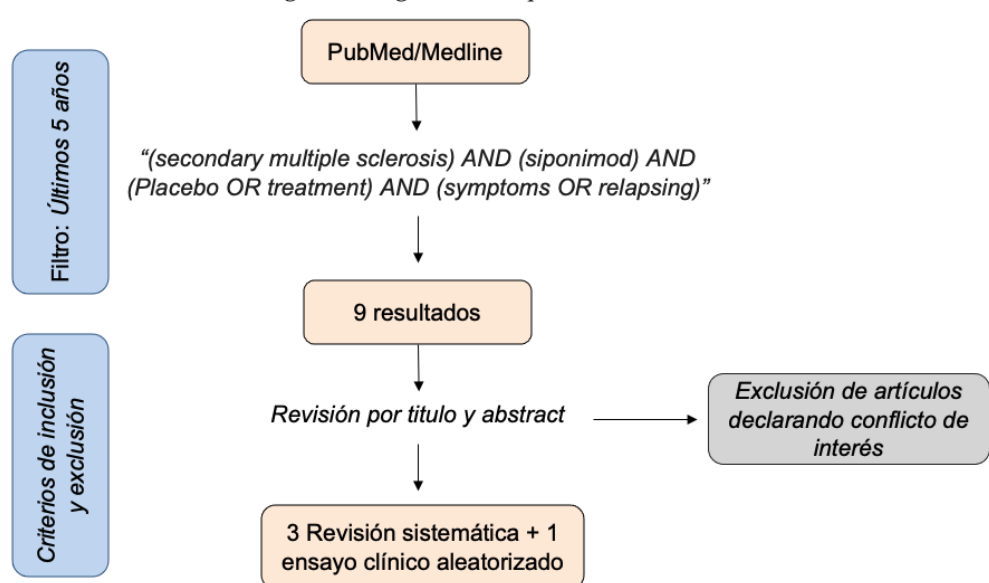 PubMed/Medline
Filtro: Últimos 5 años
“(secondary multiple sclerosis) AND (siponimod) AND
(Placebo OR treatment) AND (symptoms OR relapsing)”
9 resultados
Criterios de inclusión
y exclusión
Revisión por titulo y abstract
Exclusión de artículos
declarando conflicto de
interés
3 Revisión sistemática + 1
ensayo clínico aleatorizado